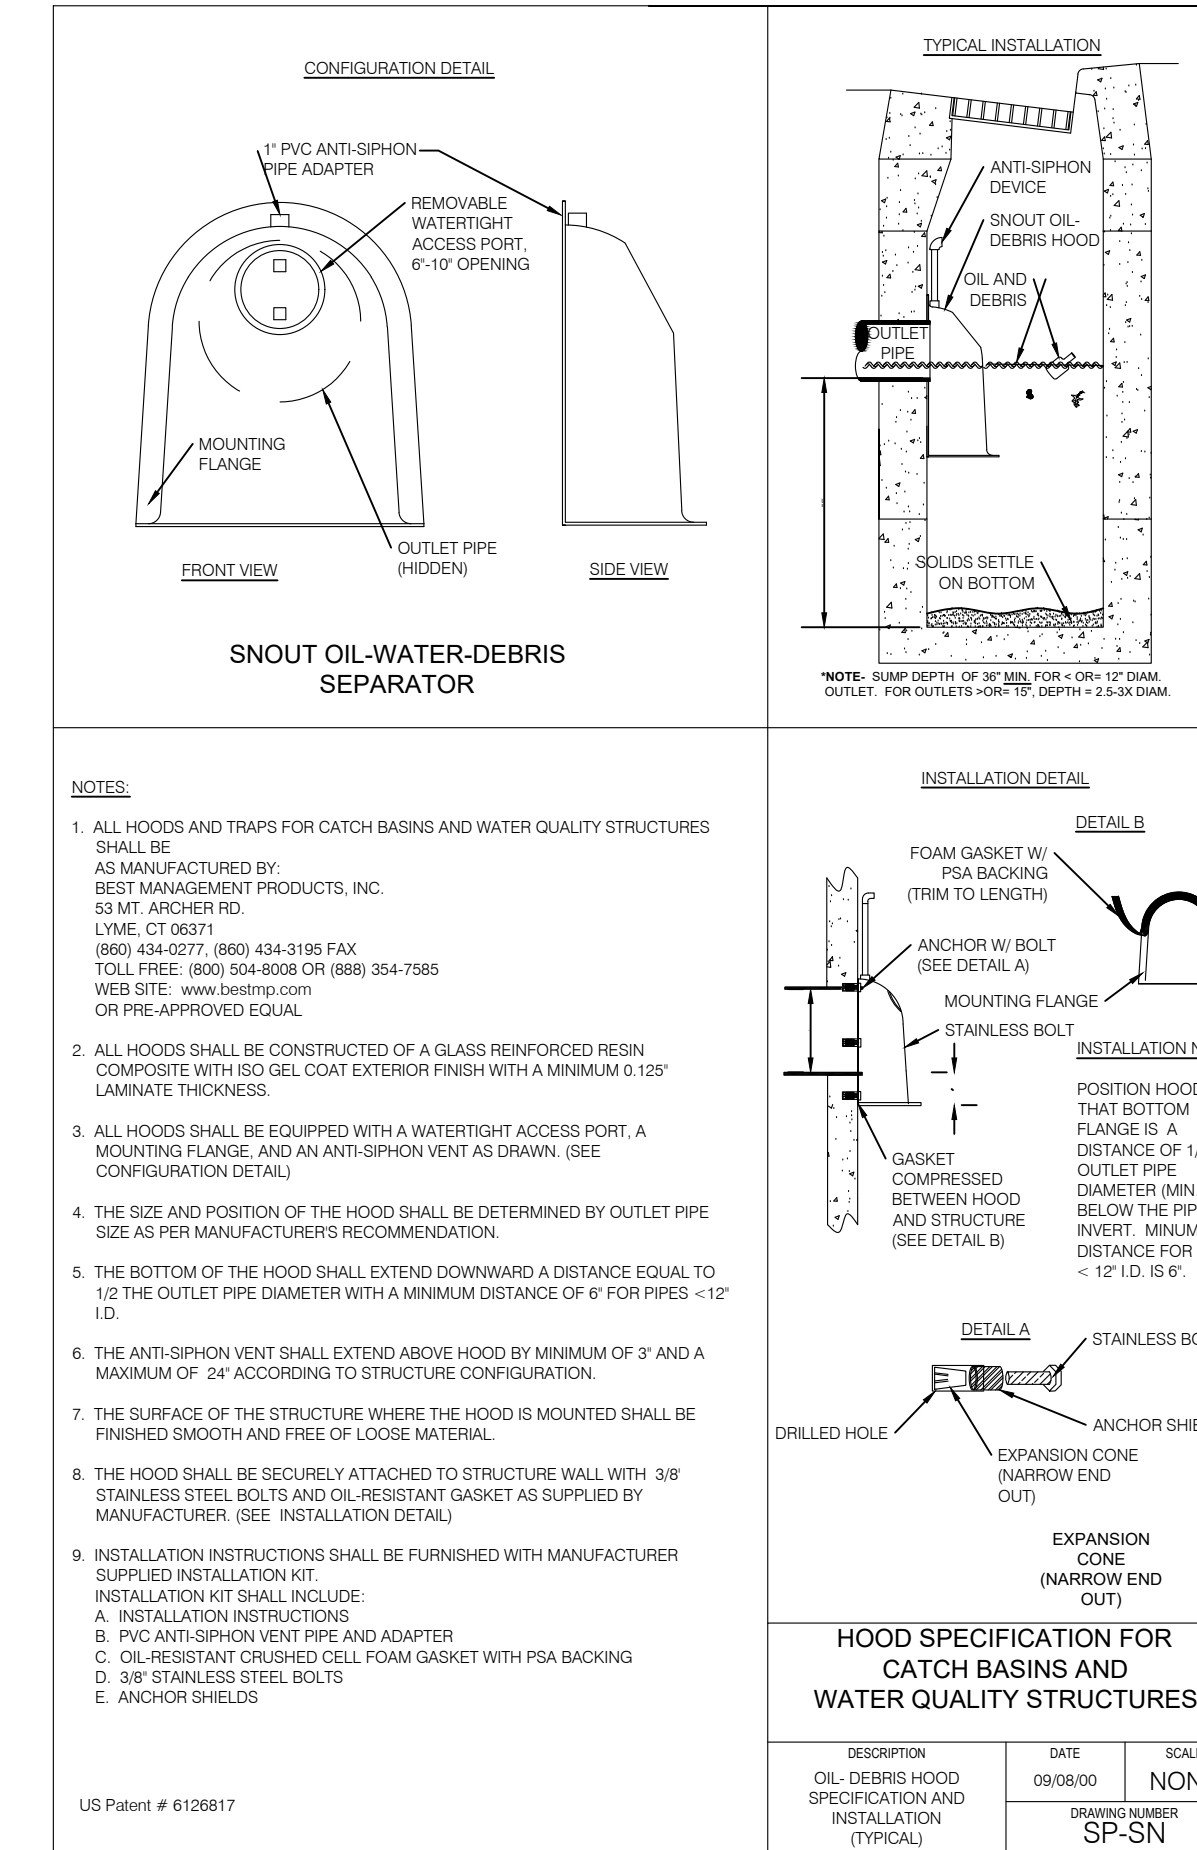 CONFIGURATION DETAIL
1" PVC ANTI-SIPHON
PIPE ADAPTER
REMOVABLE
WATERTIGHT
ACCESS PORT,
6"-10" OPENING
MOUNTING
FLANGE
OUTLET PIPE
(HIDDEN)
FRONT VIEW
SIDE VIEW
SNOUT OIL-WATER-DEBRIS
SEPARATOR
TYPICAL INSTALLATION
ANTI-SIPHON
DEVICE
SNOUT OIL-
DEBRIS HOOD
OIL AND
DEBRIS
OUTLET
PIPE
SOLIDS SETTLE
ON BOTTOM
*NOTE- SUMP DEPTH OF 36" MIN. FOR < OR= 12" DIAM.
OUTLET. FOR OUTLETS >OR= 15", DEPTH = 2.5-3X DIAM.
NOTES:
1. ALL HOODS AND TRAPS FOR CATCH BASINS AND WATER QUALITY STRUCTURES
SHALL BE
AS MANUFACTURED BY:
BEST MANAGEMENT PRODUCTS, INC.
53 MT. ARCHER RD.
LYME, CT 06371
(860) 434-0277, (860) 434-3195 FAX
TOLL FREE: (800) 504-8008 OR (888) 354-7585
WEB SITE: www.bestmp.com
OR PRE-APPROVED EQUAL
2. ALL HOODS SHALL BE CONSTRUCTED OF A GLASS REINFORCED RESIN
COMPOSITE WITH ISO GEL COAT EXTERIOR FINISH WITH A MINIMUM 0.125"
LAMINATE THICKNESS.
3. ALL HOODS SHALL BE EQUIPPED WITH A WATERTIGHT ACCESS PORT, A
MOUNTING FLANGE, AND AN ANTI-SIPHON VENT AS DRAWN. (SEE
CONFIGURATION DETAIL)
4. THE SIZE AND POSITION OF THE HOOD SHALL BE DETERMINED BY OUTLET PIPE
SIZE AS PER MANUFACTURER'S RECOMMENDATION.
5. THE BOTTOM OF THE HOOD SHALL EXTEND DOWNWARD A DISTANCE EQUAL TO
1/2 THE OUTLET PIPE DIAMETER WITH A MINIMUM DISTANCE OF 6" FOR PIPES <12"
I.D.
6. THE ANTI-SIPHON VENT SHALL EXTEND ABOVE HOOD BY MINIMUM OF 3" AND A
MAXIMUM OF 24" ACCORDING TO STRUCTURE CONFIGURATION.
7. THE SURFACE OF THE STRUCTURE WHERE THE HOOD IS MOUNTED SHALL BE
FINISHED SMOOTH AND FREE OF LOOSE MATERIAL.
8. THE HOOD SHALL BE SECURELY ATTACHED TO STRUCTURE WALL WITH 3/8'
STAINLESS STEEL BOLTS AND OIL-RESISTANT GASKET AS SUPPLIED BY
MANUFACTURER. (SEE INSTALLATION DETAIL)
9. INSTALLATION INSTRUCTIONS SHALL BE FURNISHED WITH MANUFACTURER
SUPPLIED INSTALLATION KIT.
INSTALLATION KIT SHALL INCLUDE:
A. INSTALLATION INSTRUCTIONS
B. PVC ANTI-SIPHON VENT PIPE AND ADAPTER
C. OIL-RESISTANT CRUSHED CELL FOAM GASKET WITH PSA BACKING
D. 3/8" STAINLESS STEEL BOLTS
E. ANCHOR SHIELDS
US Patent # 6126817
INSTALLATION DETAIL
DETAIL B
FOAM GASKET W/
PSA BACKING
(TRIM TO LENGTH)
ANCHOR W/ BOLT
(SEE DETAIL A)
MOUNTING FLANGE
STAINLESS BOLT
GASKET
COMPRESSED
BETWEEN HOOD
AND STRUCTURE
(SEE DETAIL B)
INSTALLATION
POSITION HOOD
THAT BOTTOM
FLANGE IS A
DISTANCE OF 1/
OUTLET PIPE
DIAMETER (MIN.
BELOW THE PIP
INVERT. MINUM
DISTANCE FOR
< 12" I.D. IS 6".
DETAIL A
STAINLESS BO
DRILLED HOLE
ANCHOR SHIE
EXPANSION CONE
(NARROW END
OUT)
EXPANSION
CONE
(NARROW END
OUT)
HOOD SPECIFICATION FOR
CATCH BASINS AND
WATER QUALITY STRUCTURES
DESCRIPTION
OIL- DEBRIS HOOD
SPECIFICATION AND
INSTALLATION
(TYPICAL)
DATE
09/08/00
SCAL
NON
DRAWING NUMBER
SP-SN